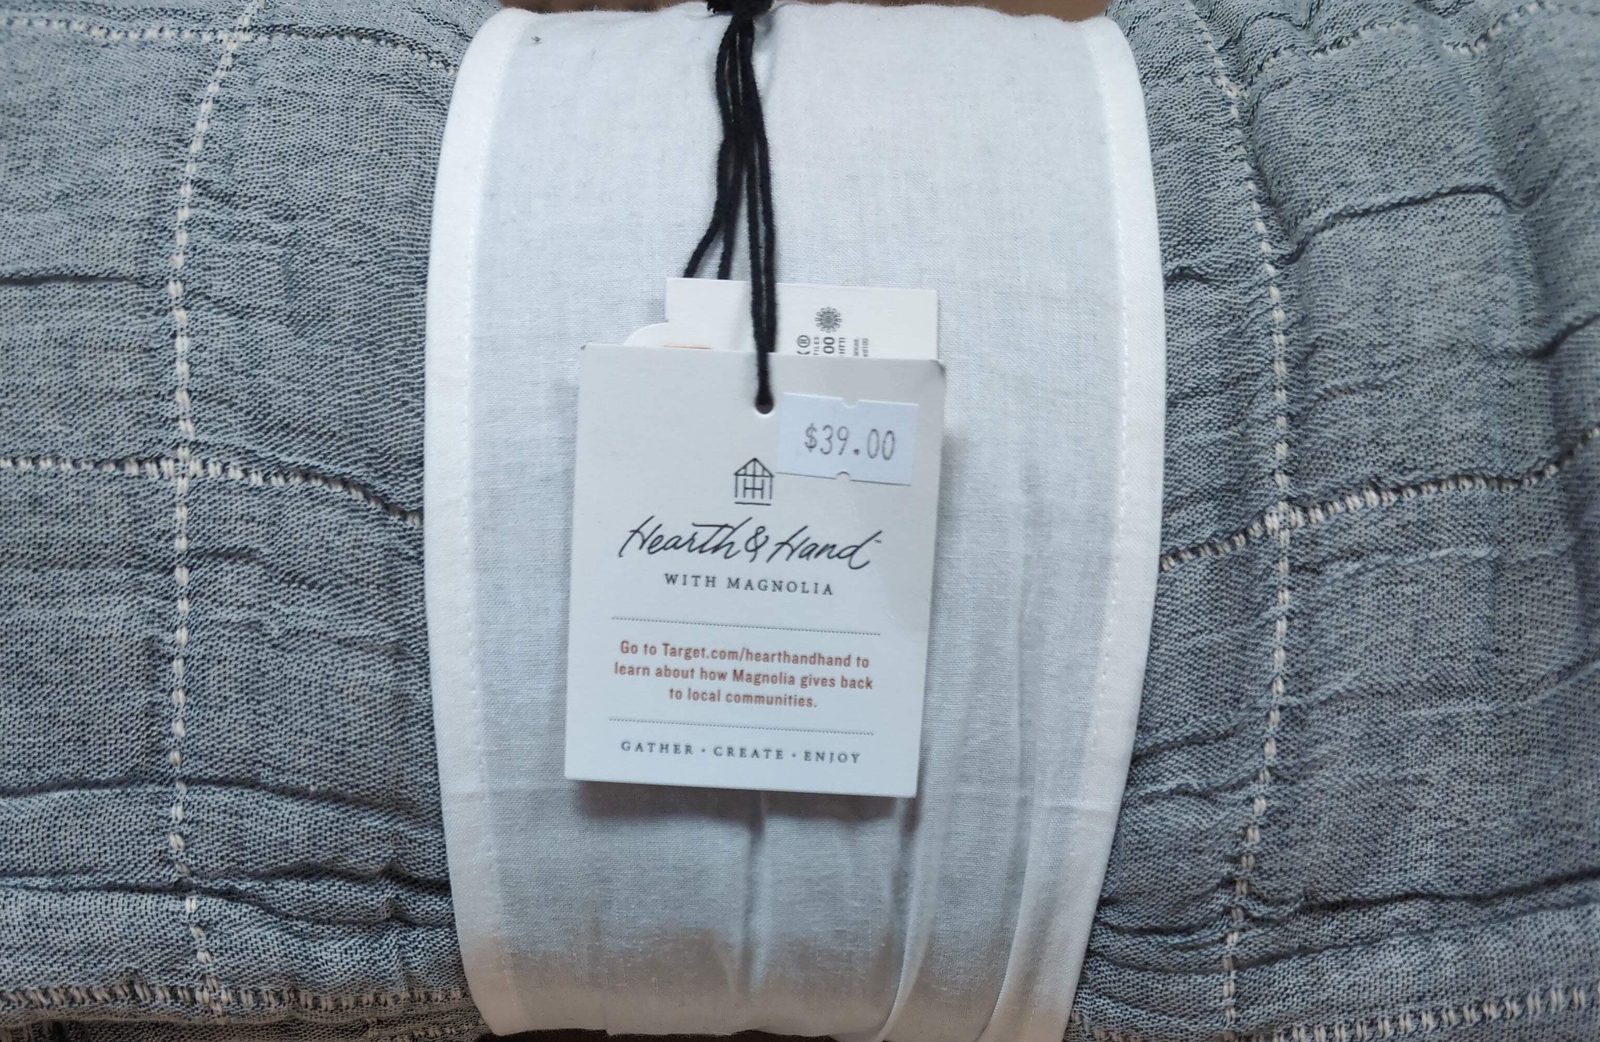 $39.00
Hearth & Hand
WITH MAGNOLIA
Go to Target.com/hearthandhand to
learn about how Magnolia gives back
to local communities.
GATHER • CREATE • ENJOY